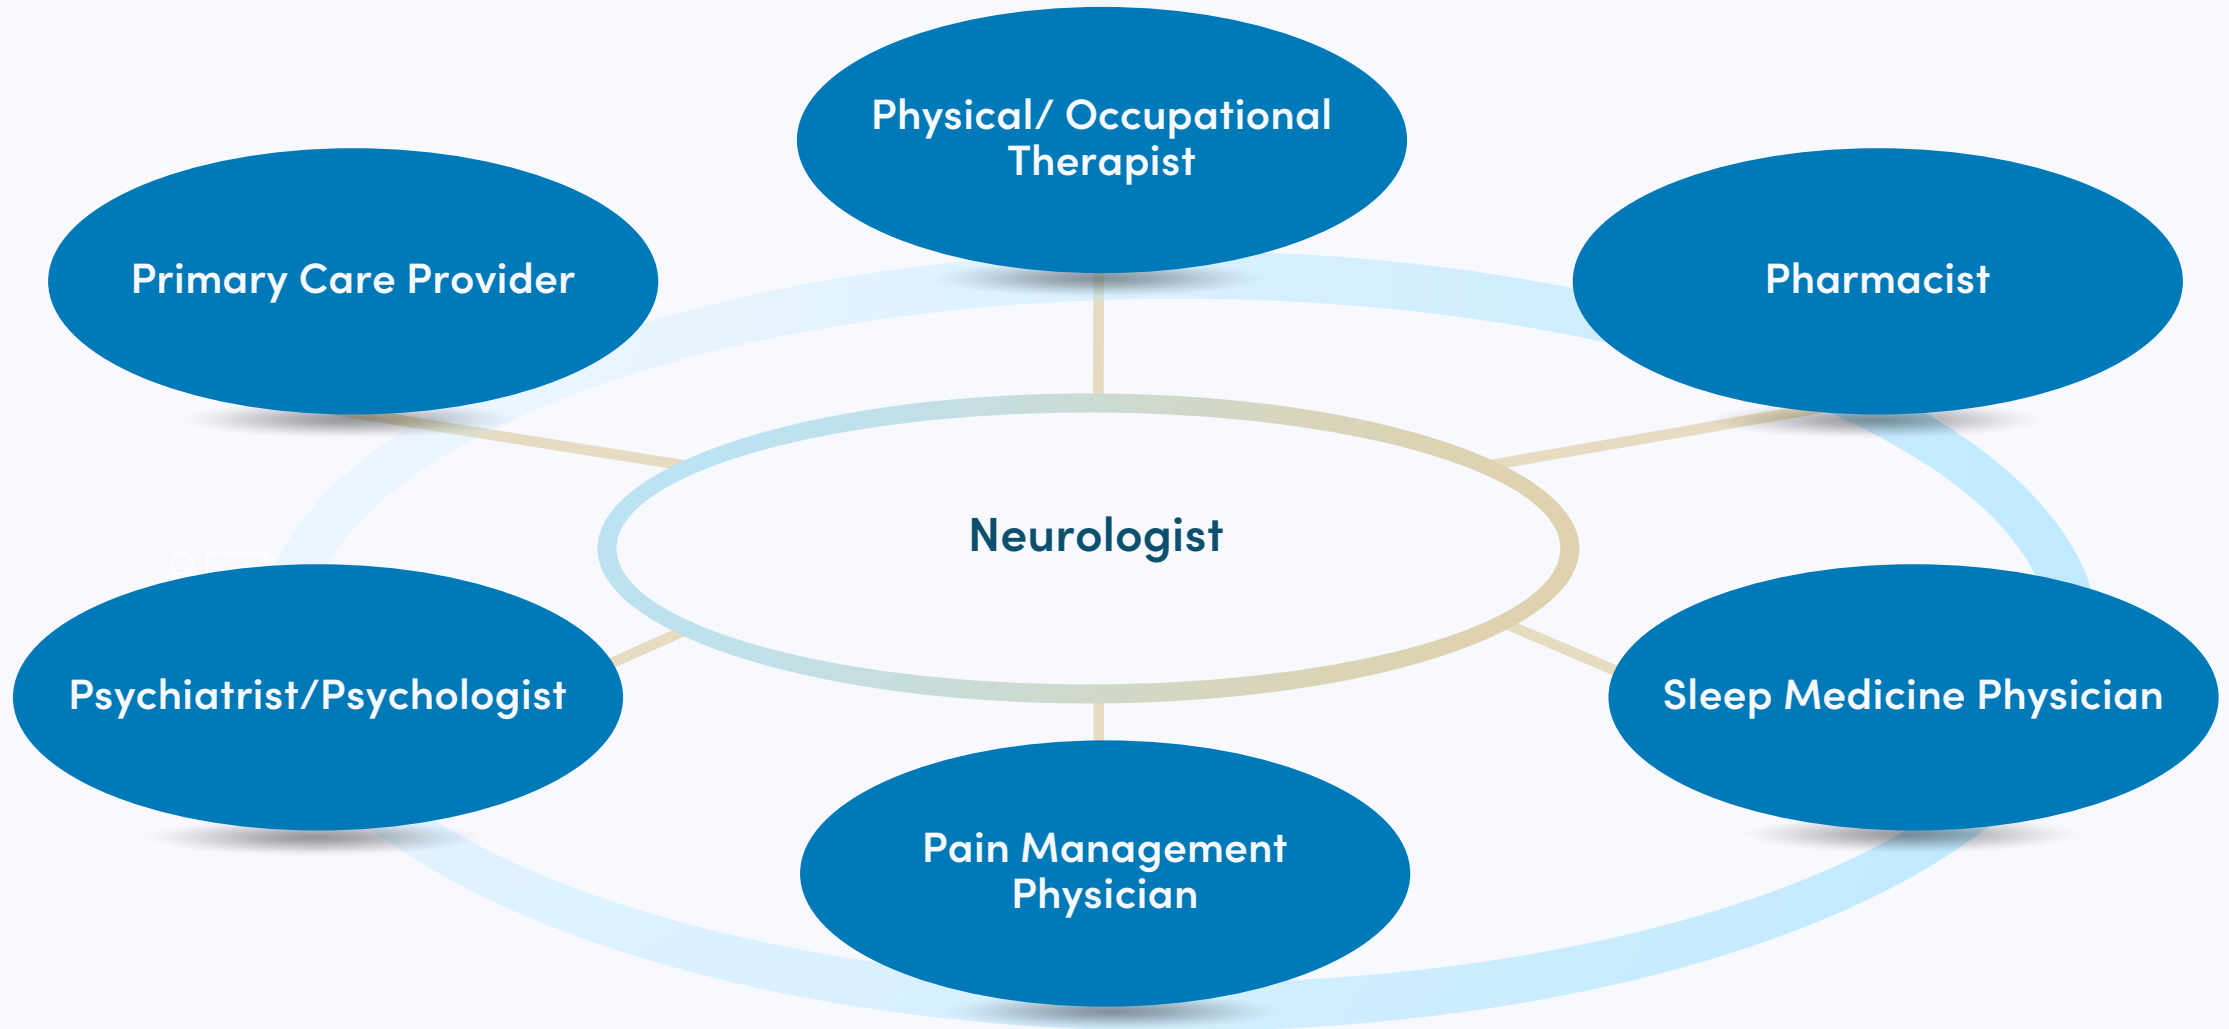 Physical/ Occupational
Therapist
Primary Care Provider
Pharmacist
Neurologist
Psychiatrist/Psychologist
Sleep Medicine Physician
Pain Management
Physician